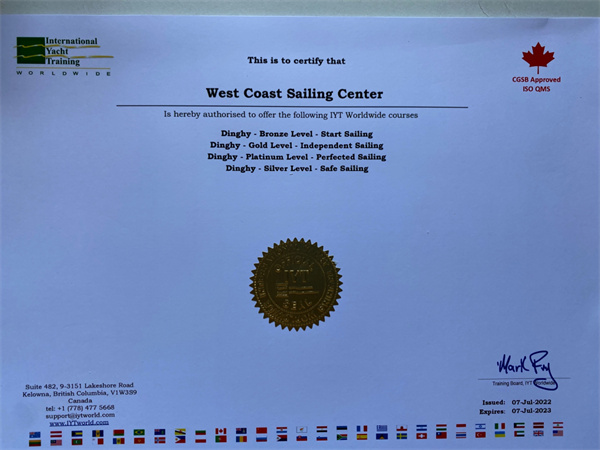 International
Yacht
Training
WORLDWIDE
CGSB Approved
ISO QMS
This is to certify that
West Coast Sailing Center
Is hereby authorised to offer the following IYT Worldwide courses
Dinghy - Bronze Level - Start Sailing
Dinghy - Gold Level - Independent Sailing
Dinghy - Platinum Level - Perfected Sailing
Dinghy - Silver Level - Safe Sailing
IYT
Mark Fry
Training Board, IYT Worldwide
Suite 482, 9-3151 Lakeshore Road
Kelowna, British Columbia, V1W3S9
Canada
tel: +1 (778) 477 5668
support@iytworld.com
www.IYTworld.com
Issued: 07-Jul-2022
Expires: 07-Jul-2023